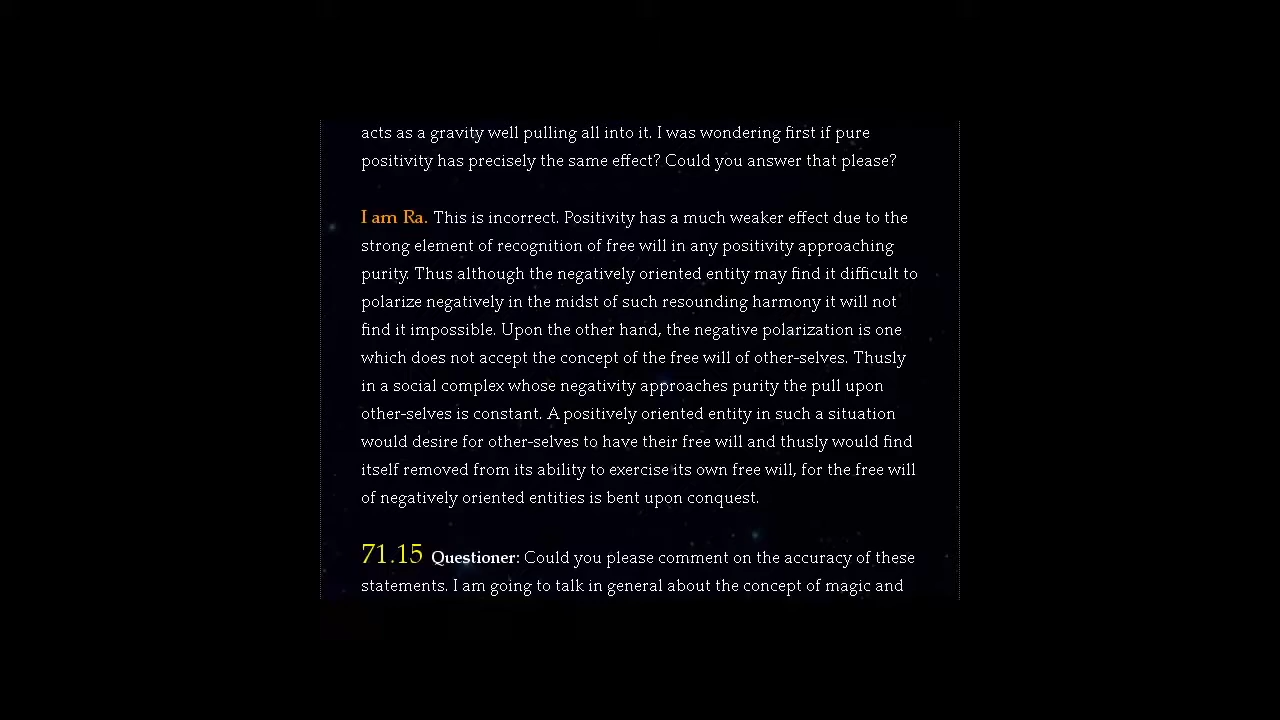 acts as a gravity well pulling all into it. I was wondering first if pure
positivity has precisely the same effect? Could you answer that please?
I am Ra. This is incorrect. Positivity has a much weaker effect due to the
strong element of recognition of free will in any positivity approaching
purity. Thus although the negatively oriented entity may find it difficult to
polarize negatively in the midst of such resounding harmony it will not
find it impossible. Upon the other hand, the negative polarization is one
which does not accept the concept of the free will of other-selves. Thusly
in a social complex whose negativity approaches purity the pull upon
other-selves is constant. A positively oriented entity in such a situation
would desire for other-selves to have their free will and thusly would find
itself removed from its ability to exercise its own free will, for the free will
of negatively oriented entities is bent upon conquest.
71.15 Questioner: Could you please comment on the accuracy of these
statements. I am going to talk in general about the concept of magic and